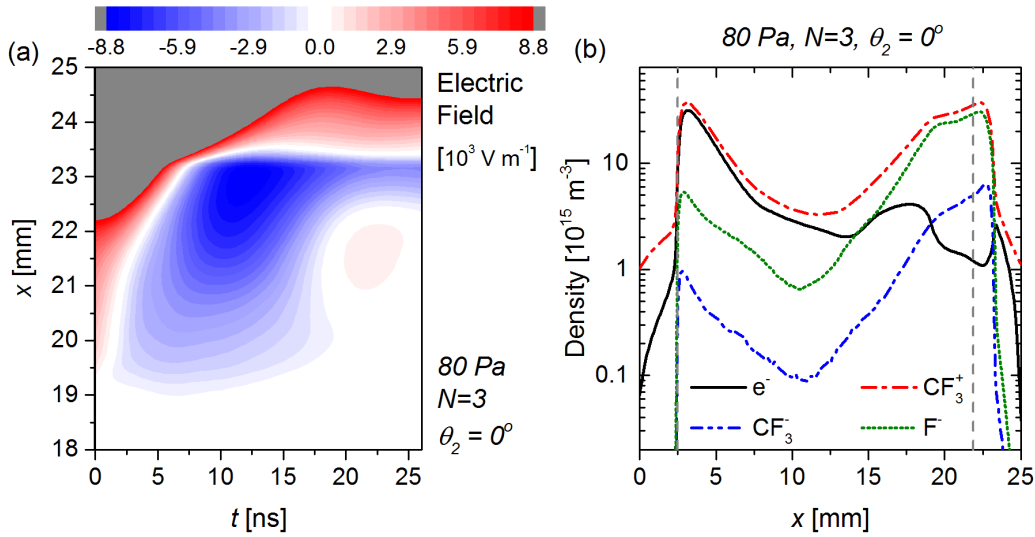 (a)
-8.8 -5.9 -2.9 0.0 2.9 5.9 8.8
Electric
Field
[10³ V m⁻¹]
25
24
23
22
21
20
19
18
x [mm]
0 5 10 15 20 25
t [ns]
80 Pa
N=3
θ₂ = 0°
(b)
80 Pa, N=3, θ₂ = 0°
Density [10¹⁵ m⁻³]
10
1
0.1
e⁻ CF₃⁺
CF₃⁻ F⁻
0 5 10 15 20 25
x [mm]